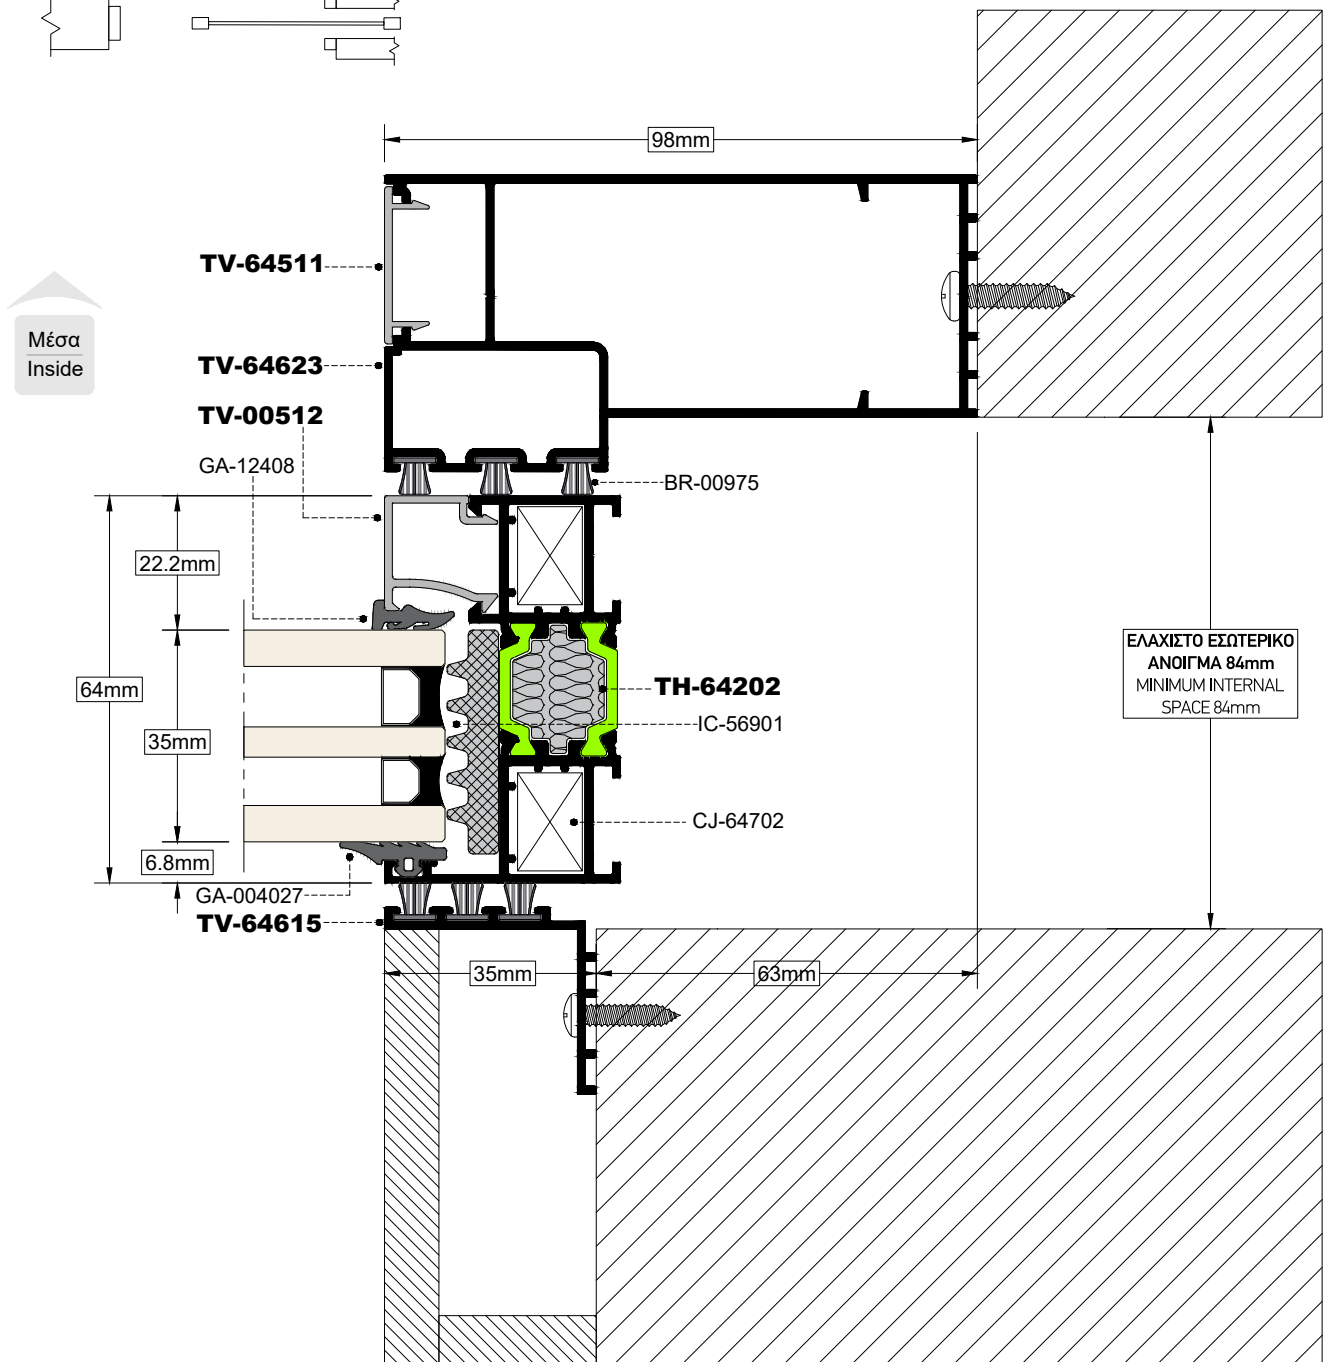 98mm
TV-64511
Μέσα
Inside
TV-64623
TV-00512
GA-12408
BR-00975
22.2mm
64mm
35mm
TH-64202
IC-56901
ΕΛΑΧΙΣΤΟ ΕΣΩΤΕΡΙΚΟ
ΑΝΟΙΓΜΑ 84mm
MINIMUM INTERNAL
SPACE 84mm
CJ-64702
6.8mm
GA-004027
TV-64615
35mm
63mm